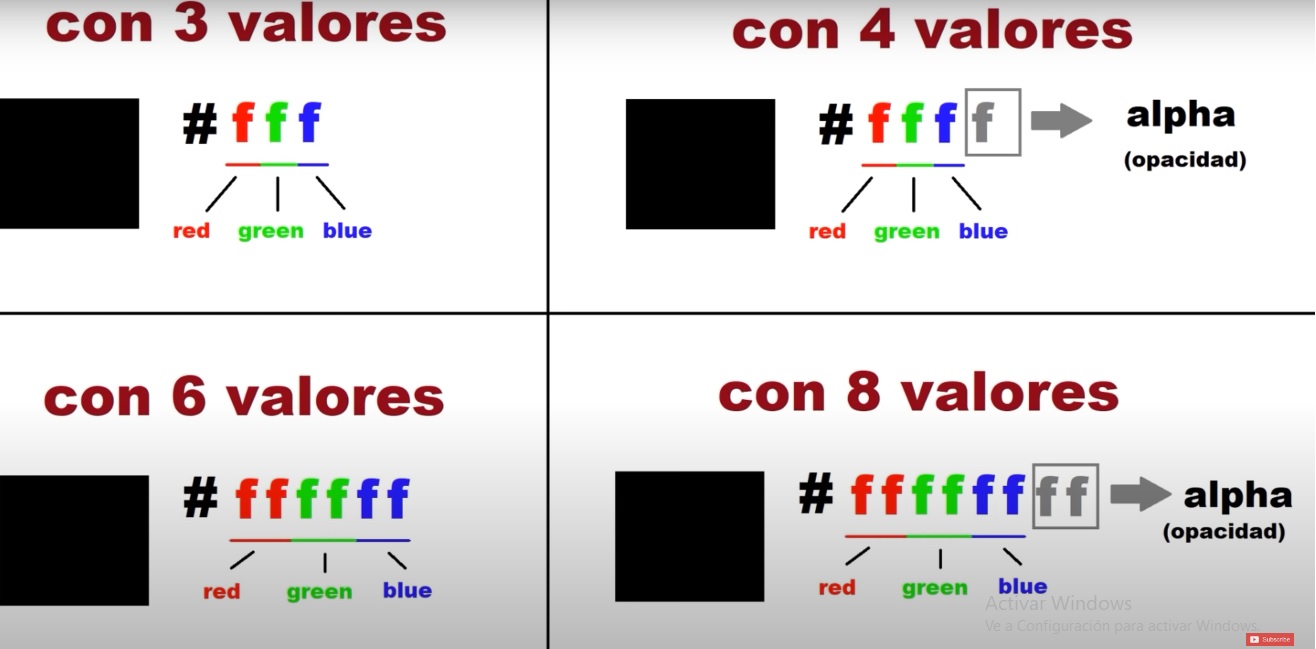 con 3 valores
#fff
red green blue
con 4 valores
#ffff
alpha
(opacidad)
red green blue
con 6 valores
#ffffff
red green blue
con 8 valores
#ffffffff
alpha
(opacidad)
red green blue
Activar Windows
Ve a Configuración para activar Windows.
Subscribe